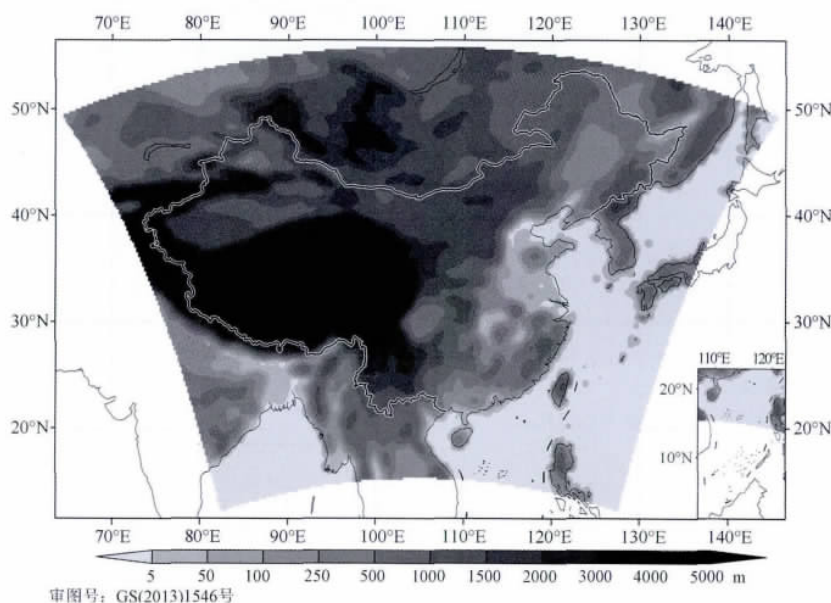 70°E 80°E 90°E 100°E 110°E 120°E 130°E 140°E
50°N 50°N
40°N 40°N
30°N 30°N
110°E 120°E
20°N
20°N 20°N
10°N
70°E 80°E 90°E 100°E 110°E 120°E 130°E 140°E
5 50 100 250 500 1000 1500 2000 3000 4000 5000 m
审图号：GS(2013)1546号